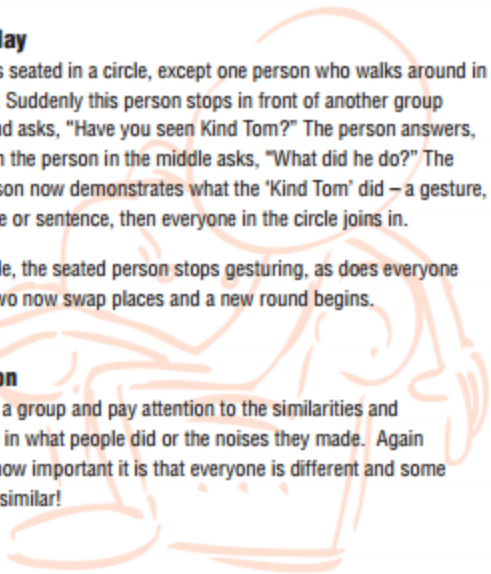 lay
s seated in a circle, except one person who walks around in
. Suddenly this person stops in front of another group
nd asks, “Have you seen Kind Tom?” The person answers,
n the person in the middle asks, “What did he do?” The
son now demonstrates what the ‘Kind Tom’ did – a gesture,
e or sentence, then everyone in the circle joins in.
le, the seated person stops gesturing, as does everyone
wo now swap places and a new round begins.
on
a group and pay attention to the similarities and
in what people did or the noises they made. Again
how important it is that everyone is different and some
similar!